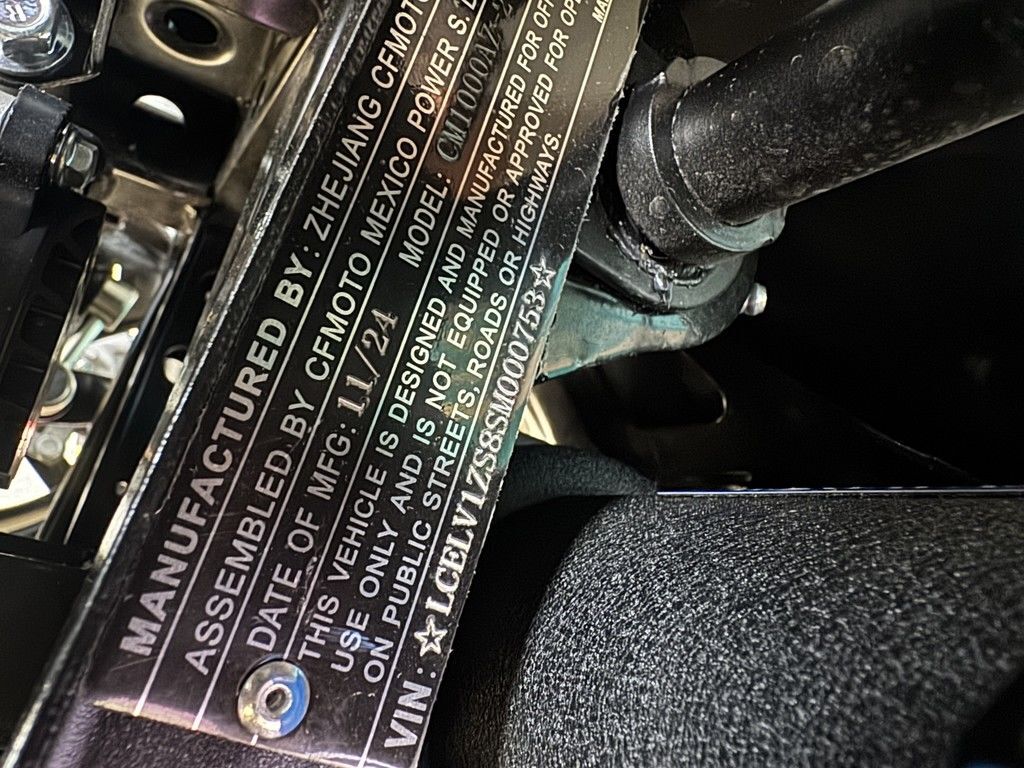 MANUFACTURED BY: ZHEJIANG CFMOTO
ASSEMBLED BY CFMOTO MEXICO POWER S.
DATE OF MFG: 11/24 MODEL:
THIS VEHICLE IS DESIGNED AND MANUFACTURED FOR OFF
USE ONLY AND IS NOT EQUIPPED OR APPROVED FOR
ON PUBLIC STREETS, ROADS OR HIGHWAYS.
VIN: ☆LCELV1ZS8SM000753☆